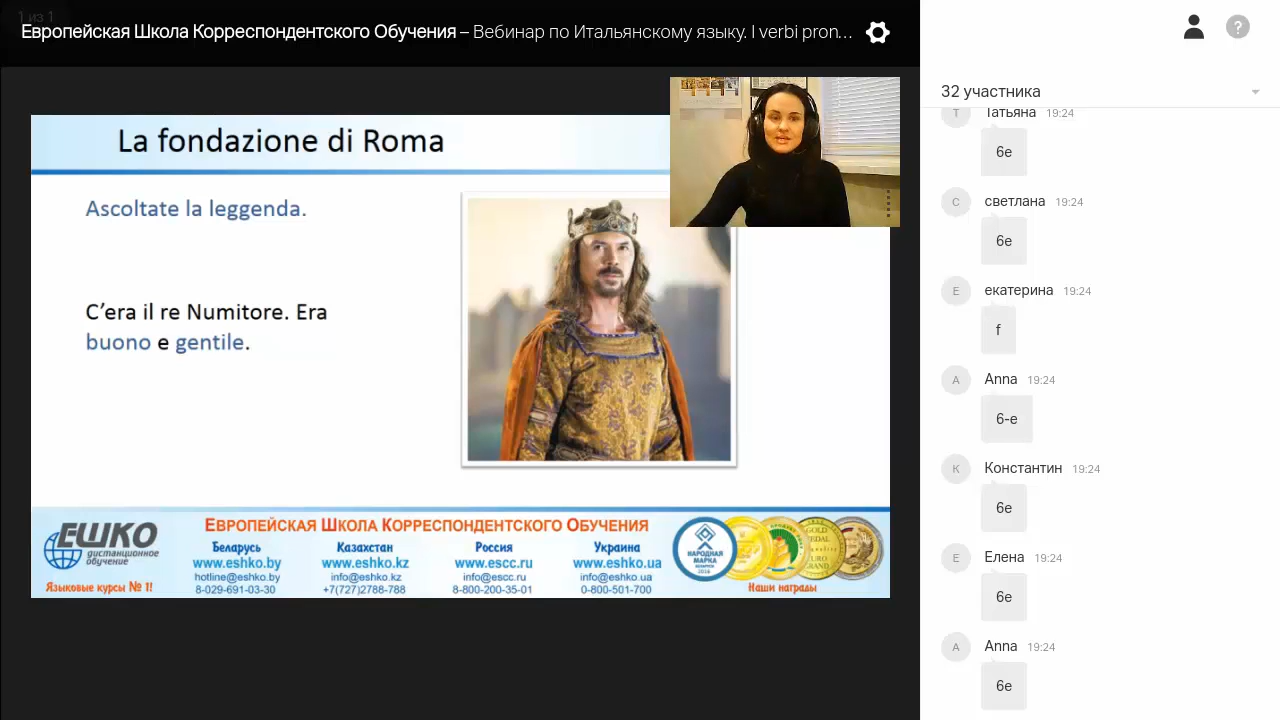 1 из 1
Европейская Школа Корреспондентского Обучения – Вебинар по Итальянскому языку. I verbi pron…
La fondazione di Roma
Ascoltate la leggenda.
C’era il re Numitore. Era
buono e gentile.
ЕШКО
дистанционное
обучение
Языковые курсы № 1!
Европейская Школа Корреспондентского Обучения
Беларусь
www.eshko.by
hotline@eshko.by
8-029-691-03-30
Казахстан
www.eshko.kz
info@eshko.kz
+7(727)2788-788
Россия
www.escc.ru
info@escc.ru
8-800-200-35-01
Украина
www.eshko.ua
info@eshko.ua
0-800-501-700
НАРОДНАЯ
МАРКА
Наши награды
32 участника
Т
Татьяна 19:24
6е
С
светлана 19:24
6е
Е
екатерина 19:24
f
A
Anna 19:24
6-е
К
Константин 19:24
6е
Е
Елена 19:24
6е
A
Anna 19:24
6е